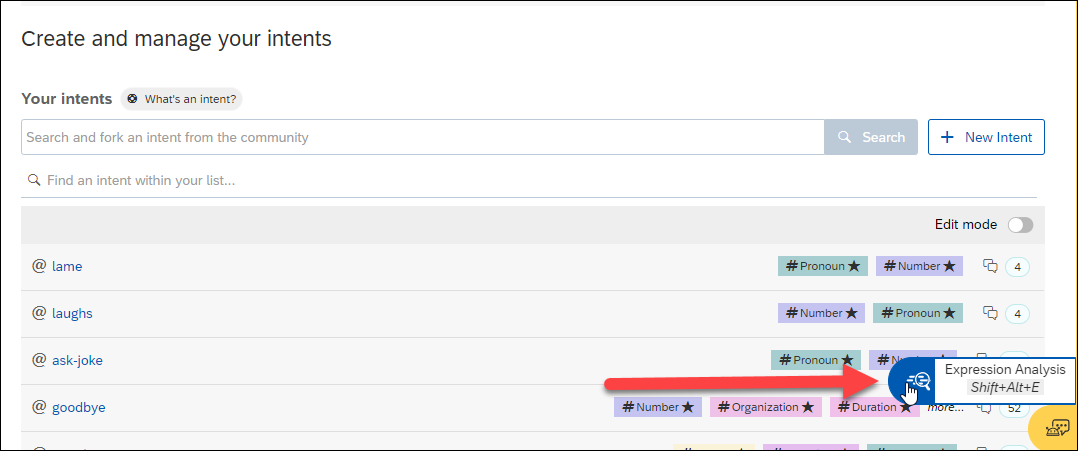 Create and manage your intents
Your intents What's an intent?
Search and fork an intent from the community Search + New Intent
Find an intent within your list...
Edit mode
@ lame #Pronoun ★ #Number ★ 4
@ laughs #Number ★ #Pronoun ★ 4
@ ask-joke #Pronoun ★
Expression Analysis
Shift+Alt+E
@ goodbye #Number ★ #Organization ★ #Duration ★ more... 52